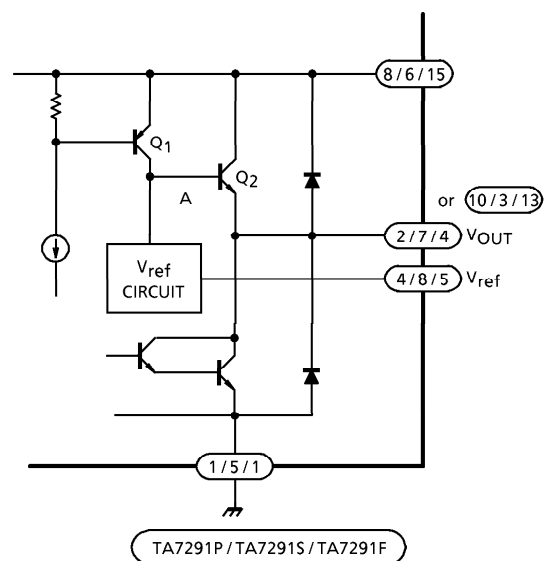 8 / 6 / 15
Q1
Q2
A
or 10 / 3 / 13
2 / 7 / 4 VOUT
Vref
CIRCUIT
4 / 8 / 5 Vref
1 / 5 / 1
TA7291P / TA7291S / TA7291F